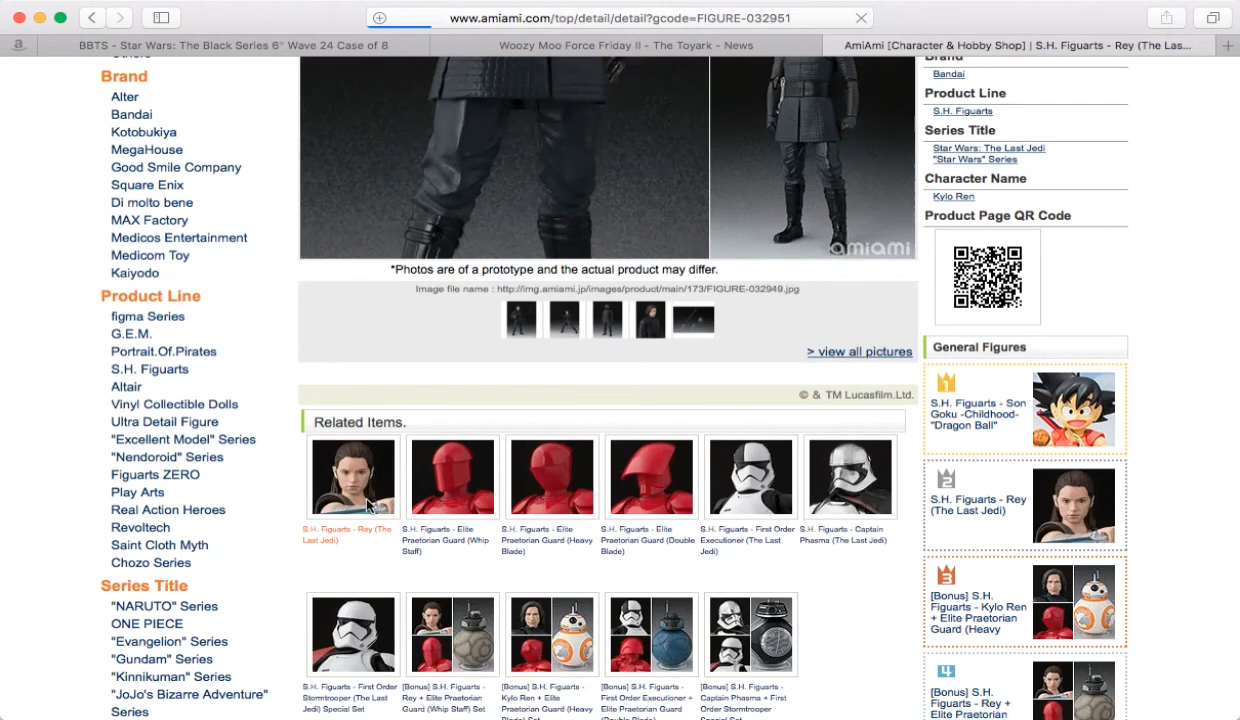 www.amiami.com/top/detail/detail?gcode=FIGURE-032951
BBTS - Star Wars: The Black Series 6" Wave 24 Case of 8
Woozy Moo Force Friday II - The Toyark - News
AmiAmi [Character & Hobby Shop] | S.H. Figuarts - Rey (The Las...
Others
Brand
Alter
Bandai
Kotobukiya
MegaHouse
Good Smile Company
Square Enix
Di molto bene
MAX Factory
Medicos Entertainment
Medicom Toy
Kaiyodo
Product Line
figma Series
G.E.M.
Portrait.Of.Pirates
S.H. Figuarts
Altair
Vinyl Collectible Dolls
Ultra Detail Figure
"Excellent Model" Series
"Nendoroid" Series
Figuarts ZERO
Play Arts
Real Action Heroes
Revoltech
Saint Cloth Myth
Chozo Series
Series Title
"NARUTO" Series
ONE PIECE
"Evangelion" Series
"Gundam" Series
"Kinnikuman" Series
"JoJo's Bizarre Adventure"
Series
amiami
*Photos are of a prototype and the actual product may differ.
Image file name : http://img.amiami.jp/images/product/main/173/FIGURE-032949.jpg
> view all pictures
© & TM Lucasfilm.Ltd.
Related Items.
S.H. Figuarts - Rey (The
Last Jedi)
S.H. Figuarts - Elite
Praetorian Guard (Whip
Staff)
S.H. Figuarts - Elite
Praetorian Guard (Heavy
Blade)
S.H. Figuarts - Elite
Praetorian Guard (Double
Blade)
S.H. Figuarts - First Order
Executioner (The Last
Jedi)
S.H. Figuarts - Captain
Phasma (The Last Jedi)
S.H. Figuarts - First Order
Stormtrooper (The Last
Jedi) Special Set
[Bonus] S.H. Figuarts -
Rey + Elite Praetorian
Guard (Whip Staff) Set
[Bonus] S.H. Figuarts -
Kylo Ren + Elite
Praetorian Guard (Heavy
Blade) Set
[Bonus] S.H. Figuarts -
First Order Executioner +
Elite Praetorian Guard
(Double Blade) Set
[Bonus] S.H. Figuarts -
Captain Phasma + First
Order Stormtrooper
Special Set
Brand
Bandai
Product Line
S.H. Figuarts
Series Title
Star Wars: The Last Jedi
"Star Wars" Series
Character Name
Kylo Ren
Product Page QR Code
General Figures
1
S.H. Figuarts - Son
Goku -Childhood-
"Dragon Ball"
2
S.H. Figuarts - Rey
(The Last Jedi)
3
[Bonus] S.H.
Figuarts - Kylo Ren
+ Elite Praetorian
Guard (Heavy
4
[Bonus] S.H.
Figuarts - Rey +
Elite Praetorian